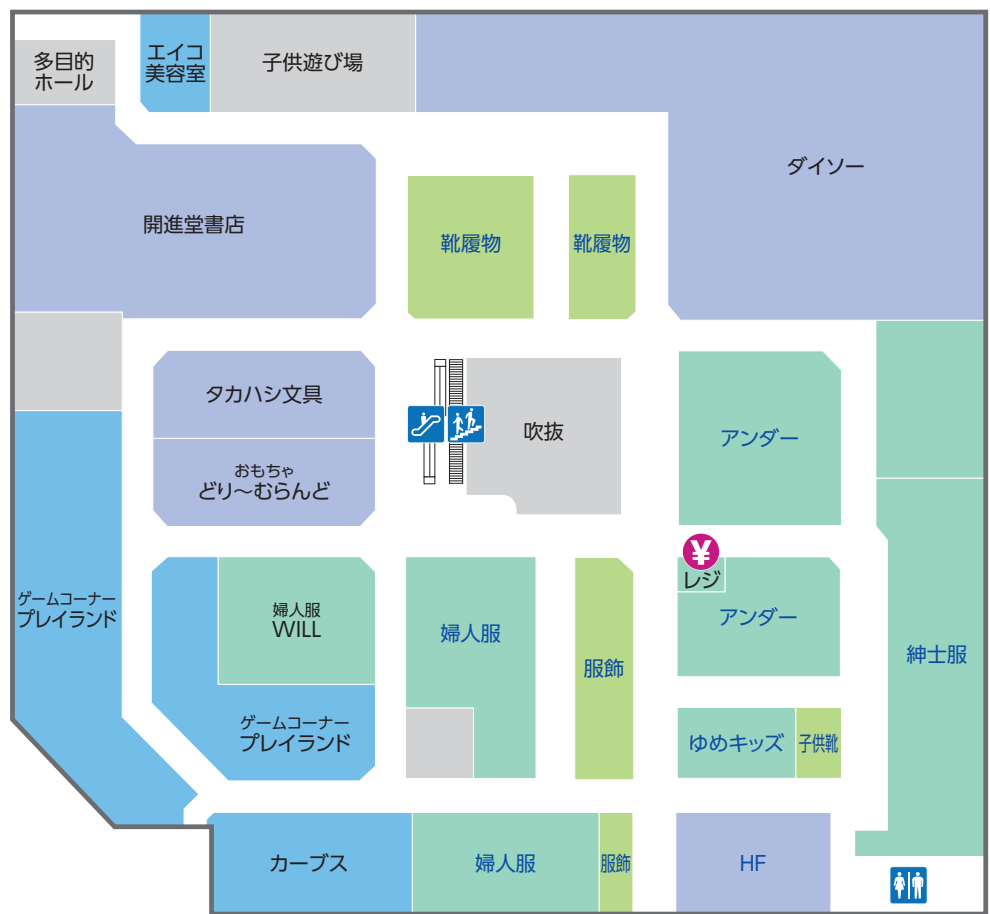 多目的
ホール
エイコ
美容室
子供遊び場
ダイソー
開進堂書店
靴履物
靴履物
タカハシ文具
おもちゃ
どり〜むらんど
吹抜
アンダー
¥
レジ
アンダー
ゲームコーナー
プレイランド
婦人服
WILL
婦人服
服飾
紳士服
ゲームコーナー
プレイランド
ゆめキッズ
子供靴
カーブス
婦人服
服飾
HF